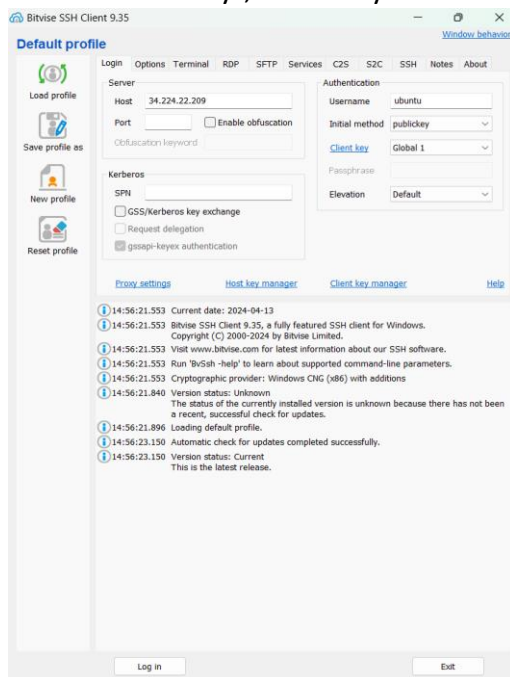 Bitvise SSH Client 9.35
Default profile
Window behavior
Load profile
Save profile as
New profile
Reset profile
Login Options Terminal RDP SFTP Services C2S S2C SSH Notes About
Server
Host 34.224.22.209
Port Enable obfuscation
Obfuscation keyword
Kerberos
SPN
GSS/Kerberos key exchange
Request delegation
gssapi-keyex authentication
Authentication
Username ubuntu
Initial method publickey
Client key Global 1
Passphrase
Elevation Default
Proxy settings Host key manager Client key manager Help
14:56:21.553 Current date: 2024-04-13
14:56:21.553 Bitvise SSH Client 9.35, a fully featured SSH client for Windows.
Copyright (C) 2000-2024 by Bitvise Limited.
14:56:21.553 Visit www.bitvise.com for latest information about our SSH software.
14:56:21.553 Run 'BvSsh -help' to learn about supported command-line parameters.
14:56:21.553 Cryptographic provider: Windows CNG (x86) with additions
14:56:21.840 Version status: Unknown
The status of the currently installed version is unknown because there has not been
a recent, successful check for updates.
14:56:21.896 Loading default profile.
14:56:23.150 Automatic check for updates completed successfully.
14:56:23.150 Version status: Current
This is the latest release.
Log in Exit